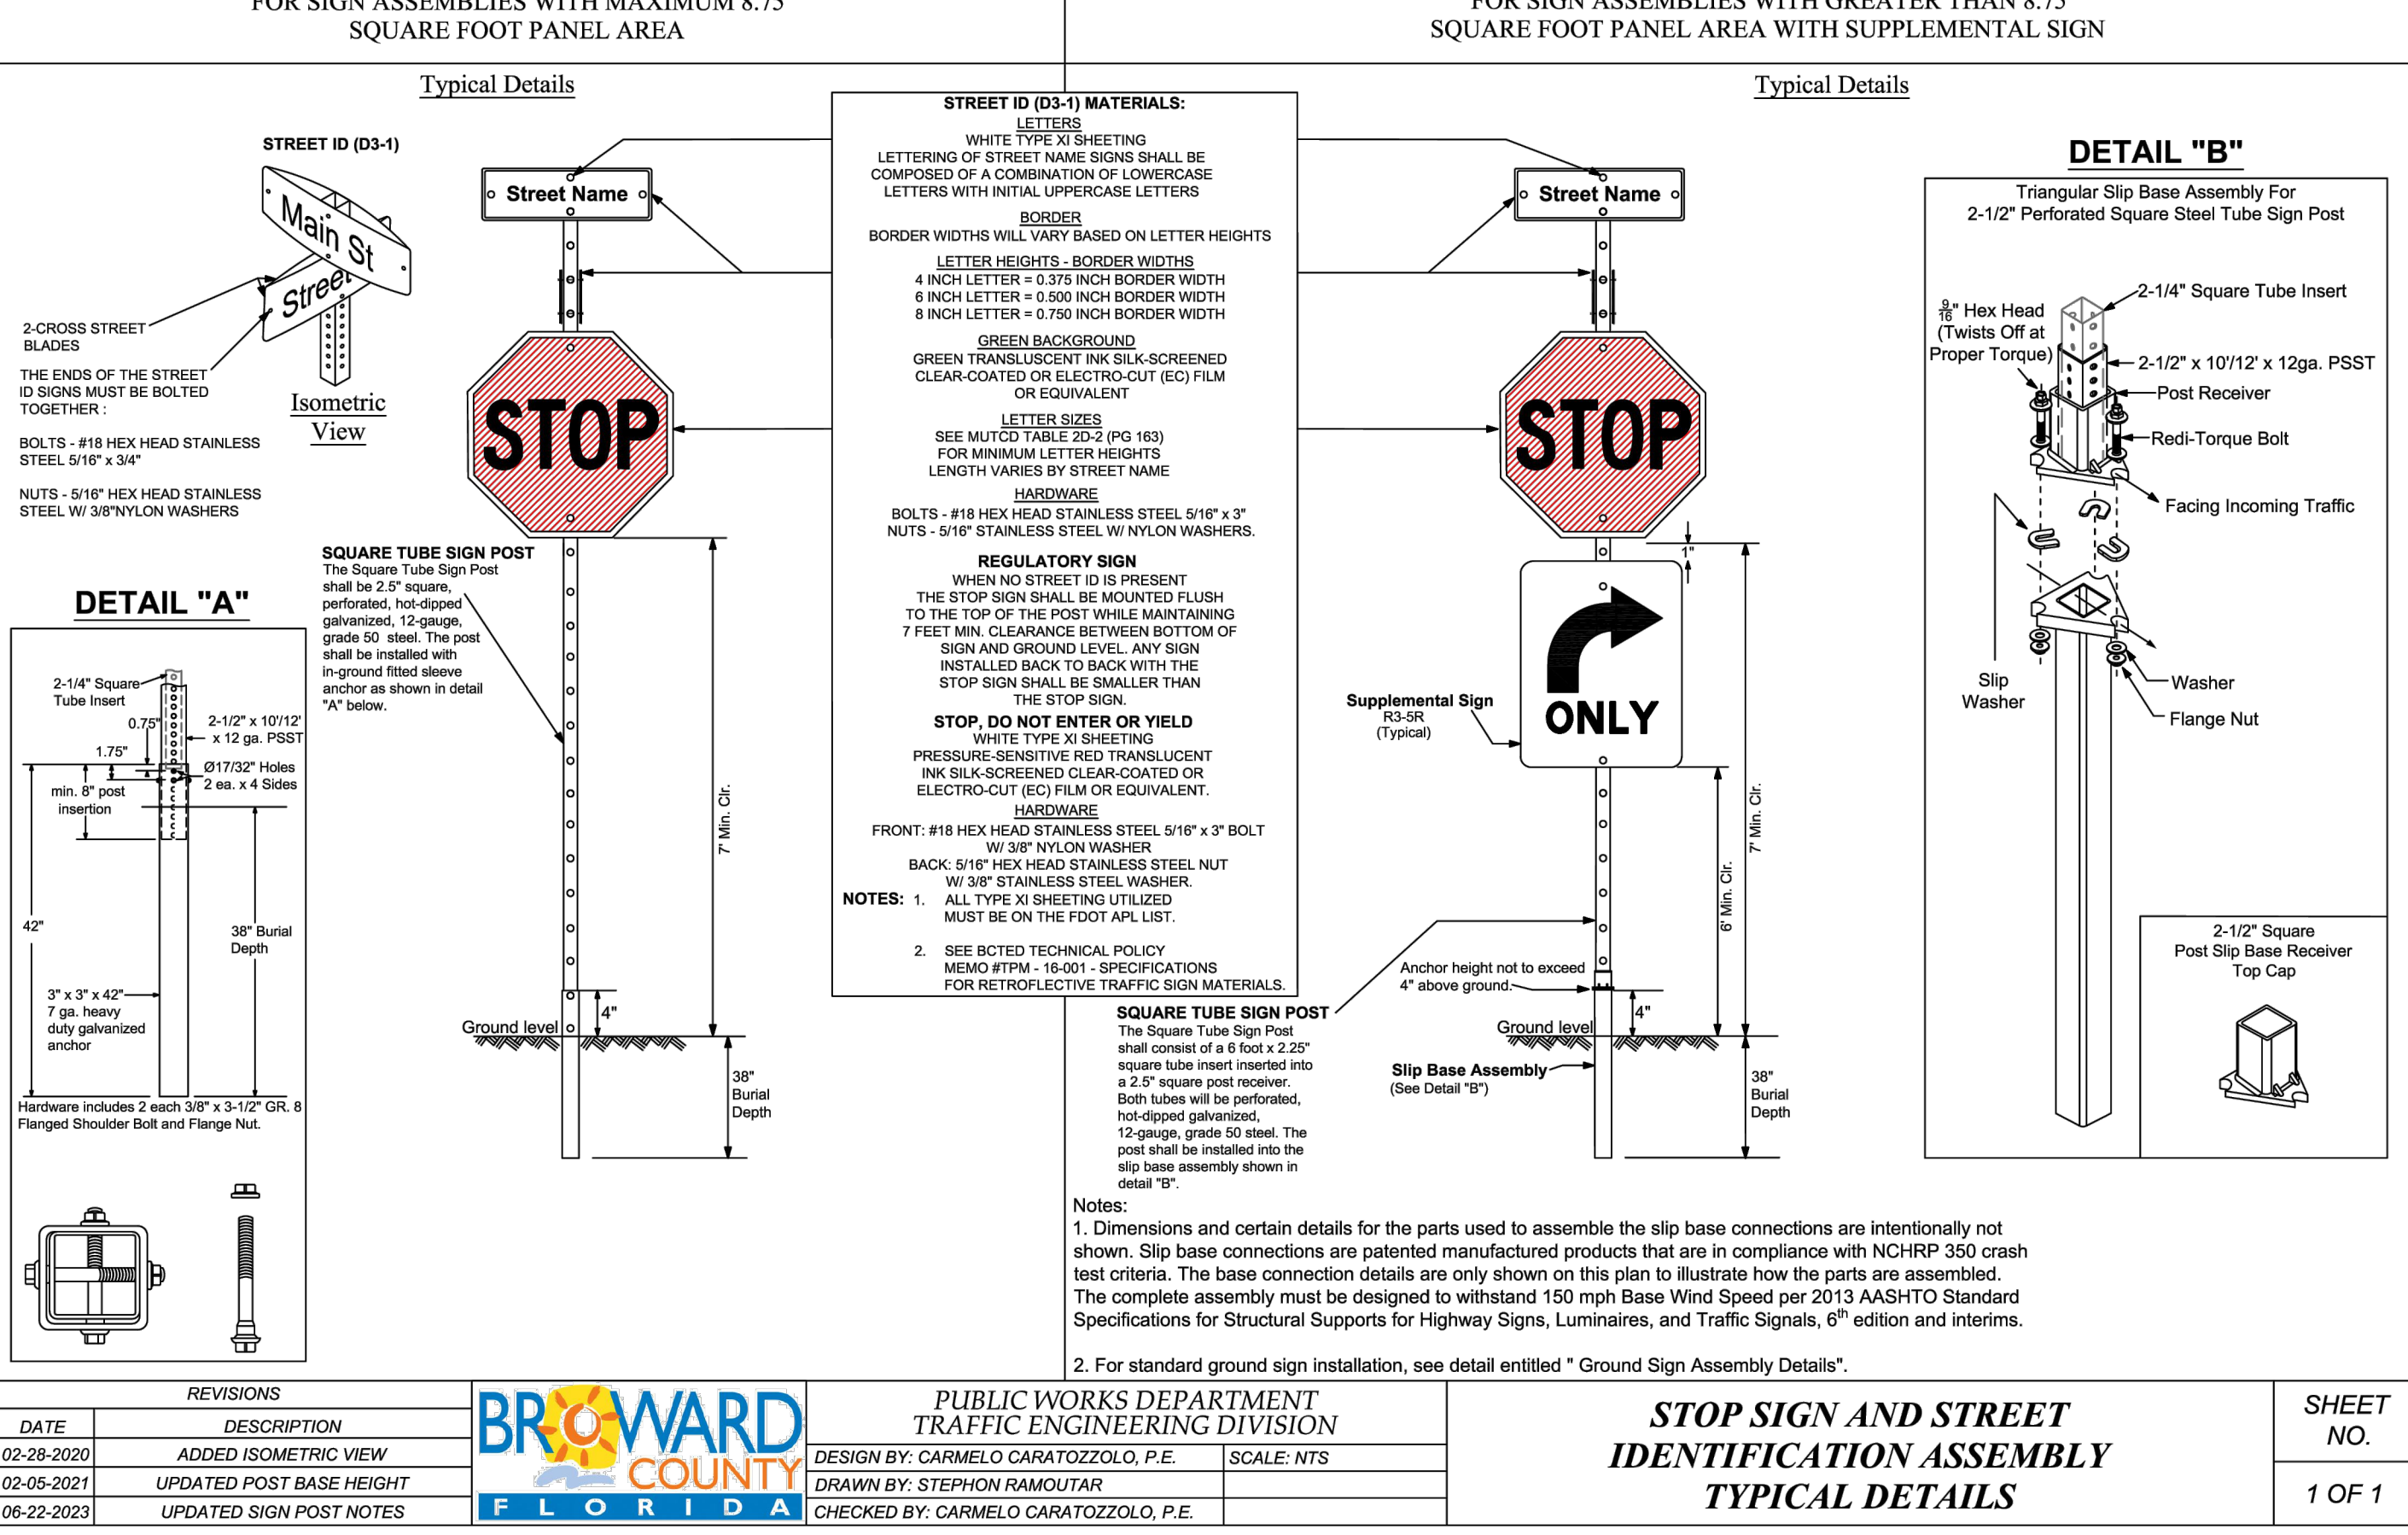 FOR SIGN ASSEMBLIES WITH MAXIMUM 8.75
SQUARE FOOT PANEL AREA
FOR SIGN ASSEMBLIES WITH GREATER THAN 8.75
SQUARE FOOT PANEL AREA WITH SUPPLEMENTAL SIGN
Typical Details
STREET ID (D3-1)
Main St
Street
2-CROSS STREET
BLADES
THE ENDS OF THE STREET
ID SIGNS MUST BE BOLTED
TOGETHER :
BOLTS - #18 HEX HEAD STAINLESS
STEEL 5/16" x 3/4"
NUTS - 5/16" HEX HEAD STAINLESS
STEEL W/ 3/8"NYLON WASHERS
Isometric
View
Street Name
STOP
SQUARE TUBE SIGN POST
The Square Tube Sign Post
shall be 2.5" square,
perforated, hot-dipped
galvanized, 12-gauge,
grade 50 steel. The post
shall be installed with
in-ground fitted sleeve
anchor as shown in detail
"A" below.
7' Min. Clr.
4"
Ground level
38"
Burial
Depth
DETAIL "A"
2-1/4" Square
Tube Insert
0.75"
2-1/2" x 10'/12'
x 12 ga. PSST
1.75"
Ø17/32" Holes
2 ea. x 4 Sides
min. 8" post
insertion
42"
38" Burial
Depth
3" x 3" x 42"
7 ga. heavy
duty galvanized
anchor
Hardware includes 2 each 3/8" x 3-1/2" GR. 8
Flanged Shoulder Bolt and Flange Nut.
STREET ID (D3-1) MATERIALS:
LETTERS
WHITE TYPE XI SHEETING
LETTERING OF STREET NAME SIGNS SHALL BE
COMPOSED OF A COMBINATION OF LOWERCASE
LETTERS WITH INITIAL UPPERCASE LETTERS
BORDER
BORDER WIDTHS WILL VARY BASED ON LETTER HEIGHTS
LETTER HEIGHTS - BORDER WIDTHS
4 INCH LETTER = 0.375 INCH BORDER WIDTH
6 INCH LETTER = 0.500 INCH BORDER WIDTH
8 INCH LETTER = 0.750 INCH BORDER WIDTH
GREEN BACKGROUND
GREEN TRANSLUSCENT INK SILK-SCREENED
CLEAR-COATED OR ELECTRO-CUT (EC) FILM
OR EQUIVALENT
LETTER SIZES
SEE MUTCD TABLE 2D-2 (PG 163)
FOR MINIMUM LETTER HEIGHTS
LENGTH VARIES BY STREET NAME
HARDWARE
BOLTS - #18 HEX HEAD STAINLESS STEEL 5/16" x 3"
NUTS - 5/16" STAINLESS STEEL W/ NYLON WASHERS.
REGULATORY SIGN
WHEN NO STREET ID IS PRESENT
THE STOP SIGN SHALL BE MOUNTED FLUSH
TO THE TOP OF THE POST WHILE MAINTAINING
7 FEET MIN. CLEARANCE BETWEEN BOTTOM OF
SIGN AND GROUND LEVEL. ANY SIGN
INSTALLED BACK TO BACK WITH THE
STOP SIGN SHALL BE SMALLER THAN
THE STOP SIGN.
STOP, DO NOT ENTER OR YIELD
WHITE TYPE XI SHEETING
PRESSURE-SENSITIVE RED TRANSLUCENT
INK SILK-SCREENED CLEAR-COATED OR
ELECTRO-CUT (EC) FILM OR EQUIVALENT.
HARDWARE
FRONT: #18 HEX HEAD STAINLESS STEEL 5/16" x 3" BOLT
W/ 3/8" NYLON WASHER
BACK: 5/16" HEX HEAD STAINLESS STEEL NUT
W/ 3/8" STAINLESS STEEL WASHER.
NOTES: 1. ALL TYPE XI SHEETING UTILIZED
MUST BE ON THE FDOT APL LIST.
2. SEE BCTED TECHNICAL POLICY
MEMO #TPM - 16-001 - SPECIFICATIONS
FOR RETROFLECTIVE TRAFFIC SIGN MATERIALS.
Typical Details
Street Name
STOP
1"
ONLY
Supplemental Sign
R3-5R
(Typical)
7' Min. Clr.
6' Min. Clr.
Anchor height not to exceed
4" above ground.
4"
Ground level
Slip Base Assembly
(See Detail "B")
38"
Burial
Depth
SQUARE TUBE SIGN POST
The Square Tube Sign Post
shall consist of a 6 foot x 2.25"
square tube insert inserted into
a 2.5" square post receiver.
Both tubes will be perforated,
hot-dipped galvanized,
12-gauge, grade 50 steel. The
post shall be installed into the
slip base assembly shown in
detail "B".
DETAIL "B"
Triangular Slip Base Assembly For
2-1/2" Perforated Square Steel Tube Sign Post
2-1/4" Square Tube Insert
9/16" Hex Head
(Twists Off at
Proper Torque)
2-1/2" x 10'/12' x 12ga. PSST
Post Receiver
Redi-Torque Bolt
Facing Incoming Traffic
Slip
Washer
Washer
Flange Nut
2-1/2" Square
Post Slip Base Receiver
Top Cap
Notes:
1. Dimensions and certain details for the parts used to assemble the slip base connections are intentionally not
shown. Slip base connections are patented manufactured products that are in compliance with NCHRP 350 crash
test criteria. The base connection details are only shown on this plan to illustrate how the parts are assembled.
The complete assembly must be designed to withstand 150 mph Base Wind Speed per 2013 AASHTO Standard
Specifications for Structural Supports for Highway Signs, Luminaires, and Traffic Signals, 6th edition and interims.
2. For standard ground sign installation, see detail entitled " Ground Sign Assembly Details".
REVISIONS
DATE DESCRIPTION
02-28-2020 ADDED ISOMETRIC VIEW
02-05-2021 UPDATED POST BASE HEIGHT
06-22-2023 UPDATED SIGN POST NOTES
BROWARD
COUNTY
FLORIDA
PUBLIC WORKS DEPARTMENT
TRAFFIC ENGINEERING DIVISION
DESIGN BY: CARMELO CARATOZZOLO, P.E. SCALE: NTS
DRAWN BY: STEPHON RAMOUTAR
CHECKED BY: CARMELO CARATOZZOLO, P.E.
STOP SIGN AND STREET
IDENTIFICATION ASSEMBLY
TYPICAL DETAILS
SHEET
NO.
1 OF 1